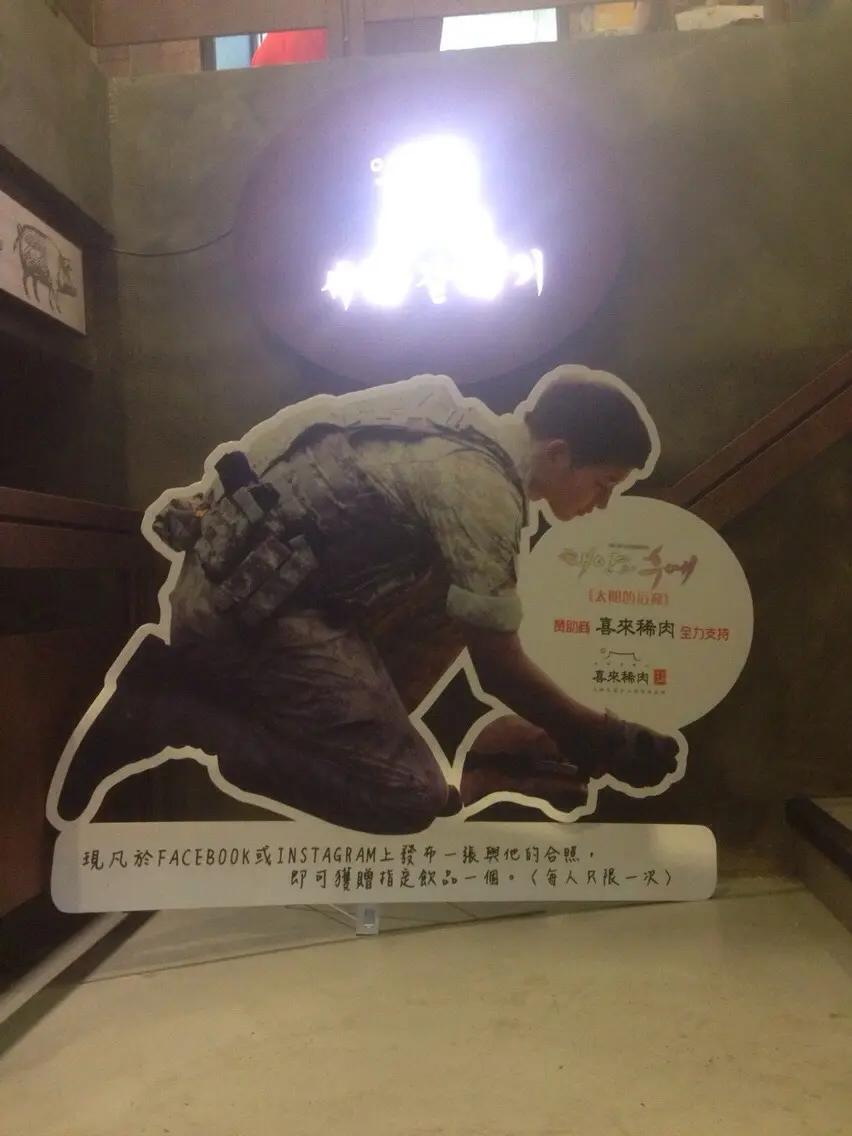 태양의 후예
《太陽的后裔》
贊助商 喜來稀肉 全力支持
喜來稀肉
現凡於FACEBOOK或INSTAGRAM上發布一張與他的合照，
即可獲贈指定飲品一個。（每人只限一次）